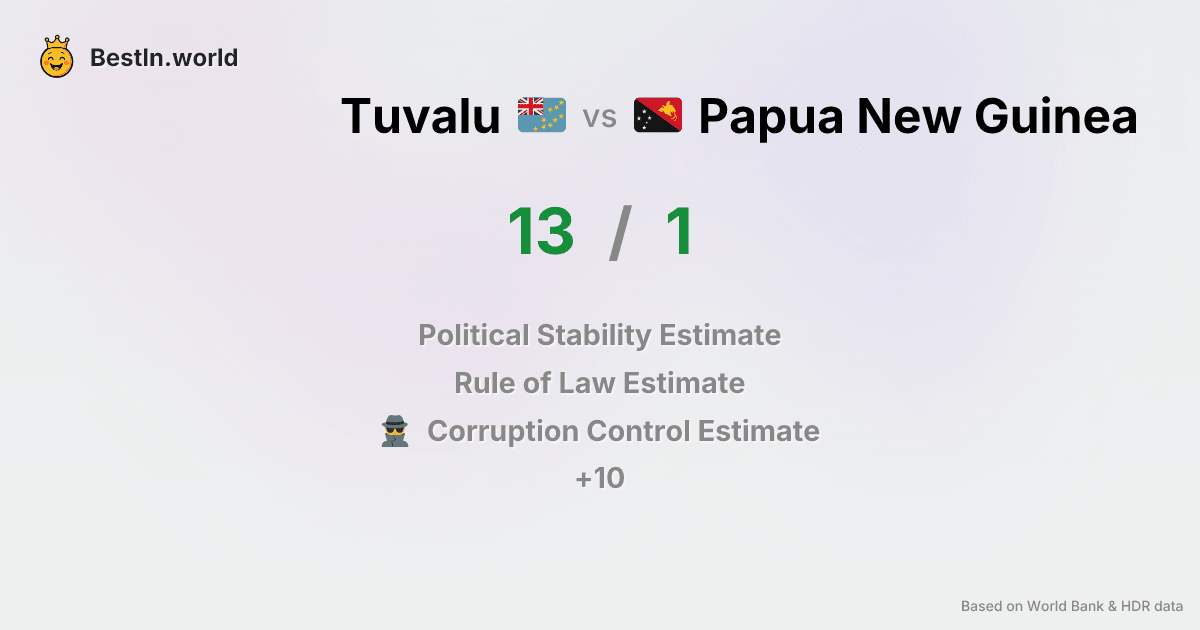 BestIn.world
Tuvalu vs Papua New Guinea
13 / 1
Political Stability Estimate
Rule of Law Estimate
Corruption Control Estimate
+10
Based on World Bank & HDR data